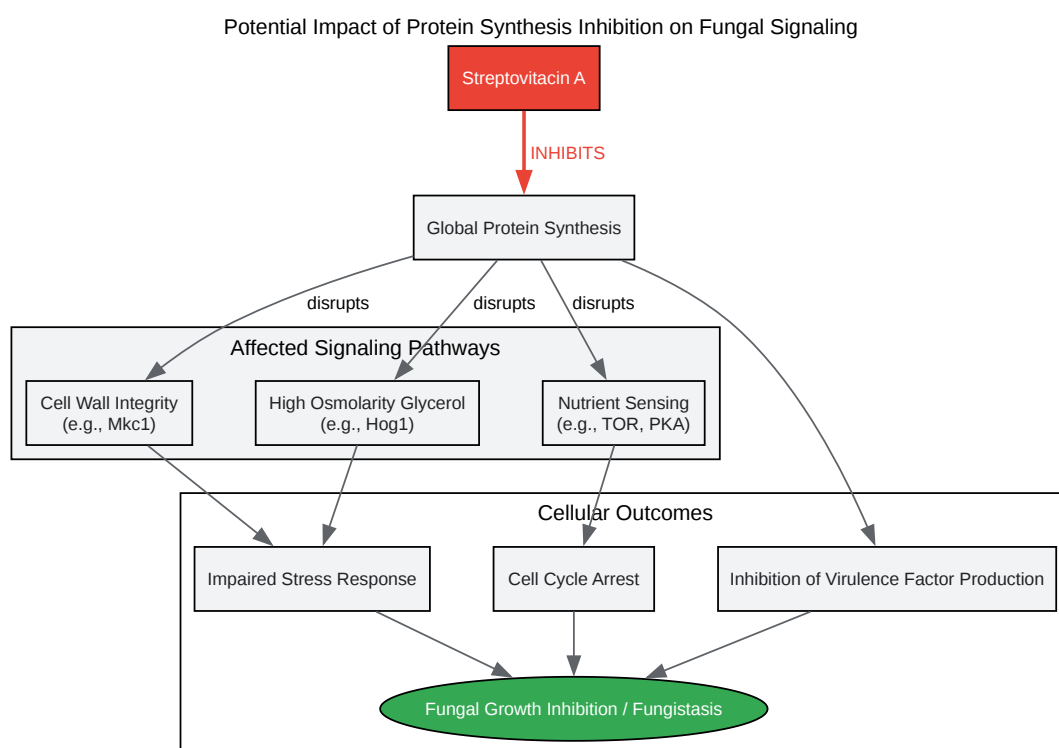 Potential Impact of Protein Synthesis Inhibition on Fungal Signaling
Streptovitacin A
INHIBITS
Global Protein Synthesis
disrupts
disrupts
disrupts
Affected Signaling Pathways
Cell Wall Integrity
(e.g., Mkc1)
High Osmolarity Glycerol
(e.g., Hog1)
Nutrient Sensing
(e.g., TOR, PKA)
Cellular Outcomes
Impaired Stress Response
Cell Cycle Arrest
Inhibition of Virulence Factor Production
Fungal Growth Inhibition / Fungistasis